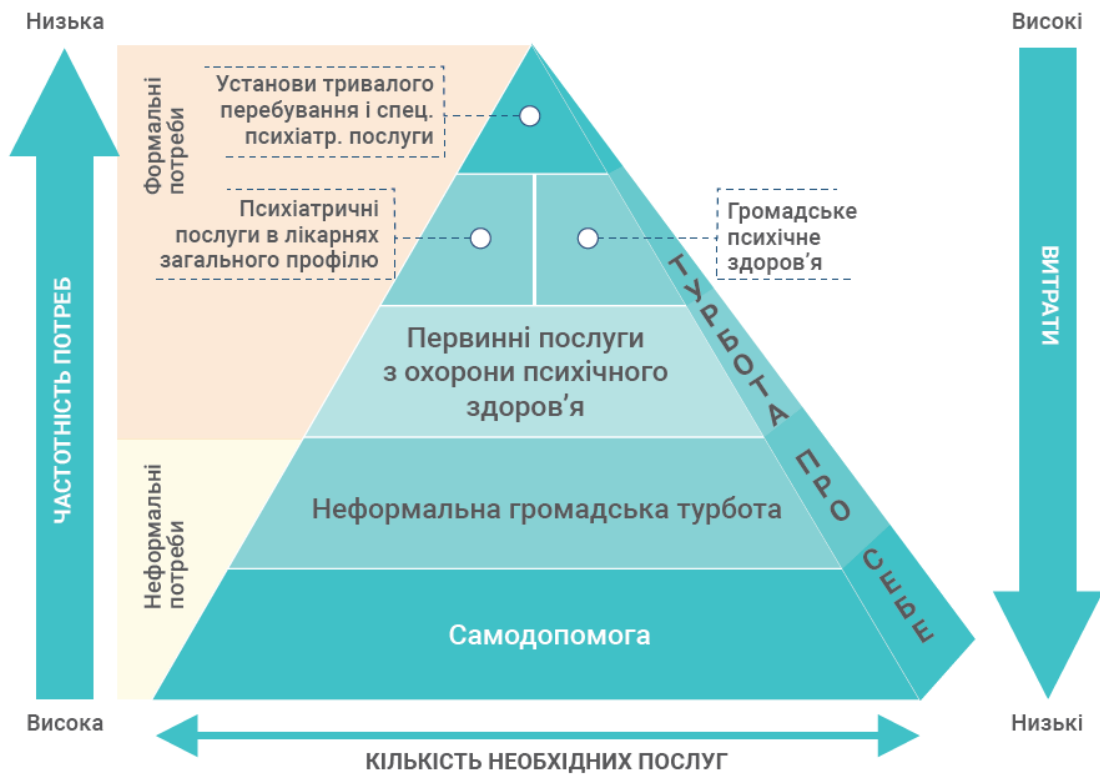 Низька
Високі
Формальні
потреби
Установи тривалого
перебування і спец.
психіатр. послуги
Психіатричні
послуги в лікарнях
загального профілю
Громадське
психічне
здоров’я
ЧАСТОТНІСТЬ ПОТРЕБ
ВИТРАТИ
Первинні послуги
з охорони психічного
здоров’я
ТУРБОТА ПРО СЕБЕ
Неформальні
потреби
Неформальна громадська турбота
Самодопомога
Висока
Низькі
КІЛЬКІСТЬ НЕОБХІДНИХ ПОСЛУГ